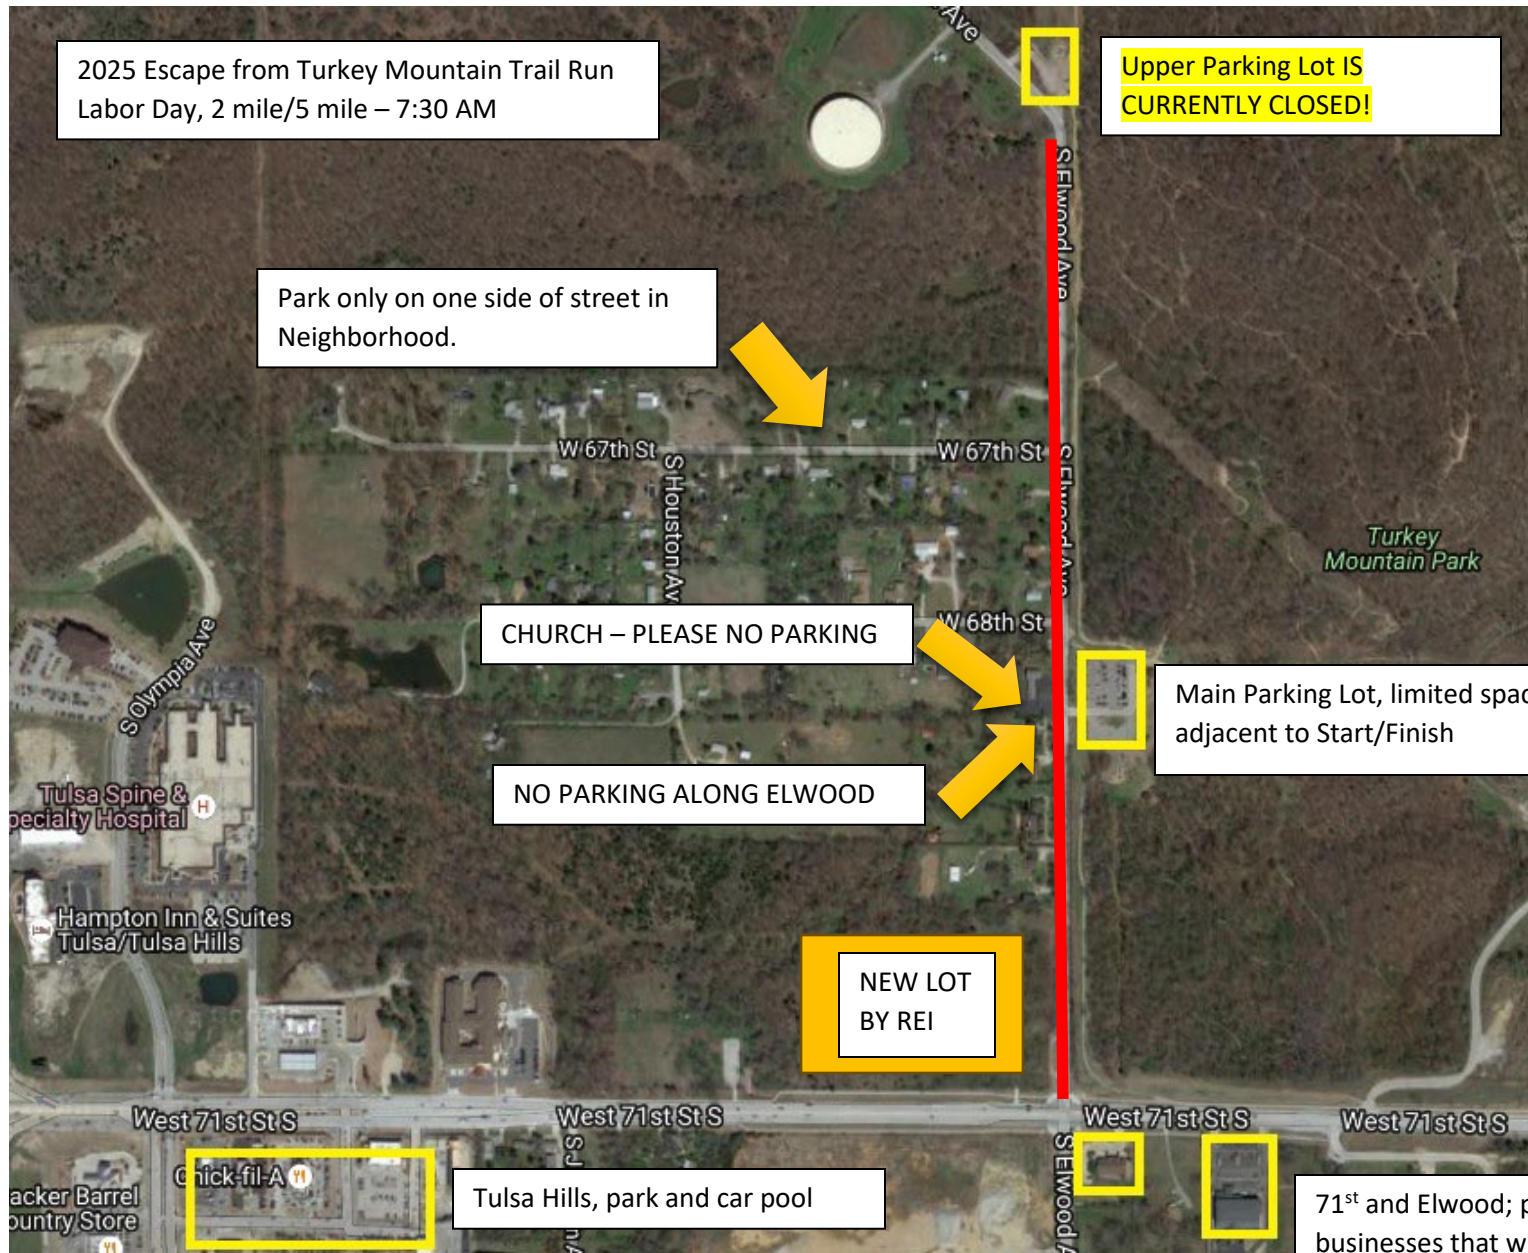 Ave
2025 Escape from Turkey Mountain Trail Run
Labor Day, 2 mile/5 mile – 7:30 AM
Upper Parking Lot IS
CURRENTLY CLOSED!
S Elwood Ave
Park only on one side of street in
Neighborhood.
W 67th St
W 67th St
S Houston Av
S Elwood Ave
Turkey
Mountain Park
CHURCH – PLEASE NO PARKING
W 68th St
S Olympia Ave
Main Parking Lot, limited spac
adjacent to Start/Finish
Tulsa Spine &
pecialty Hospital
H
NO PARKING ALONG ELWOOD
Hampton Inn & Suites
Tulsa/Tulsa Hills
NEW LOT
BY REI
West 71st St S
West 71st St S
West 71st St S
West 71st St S
S J
S Elwood A
Chick-fil-A
acker Barrel
ountry Store
Tulsa Hills, park and car pool
71st and Elwood; p
businesses that w